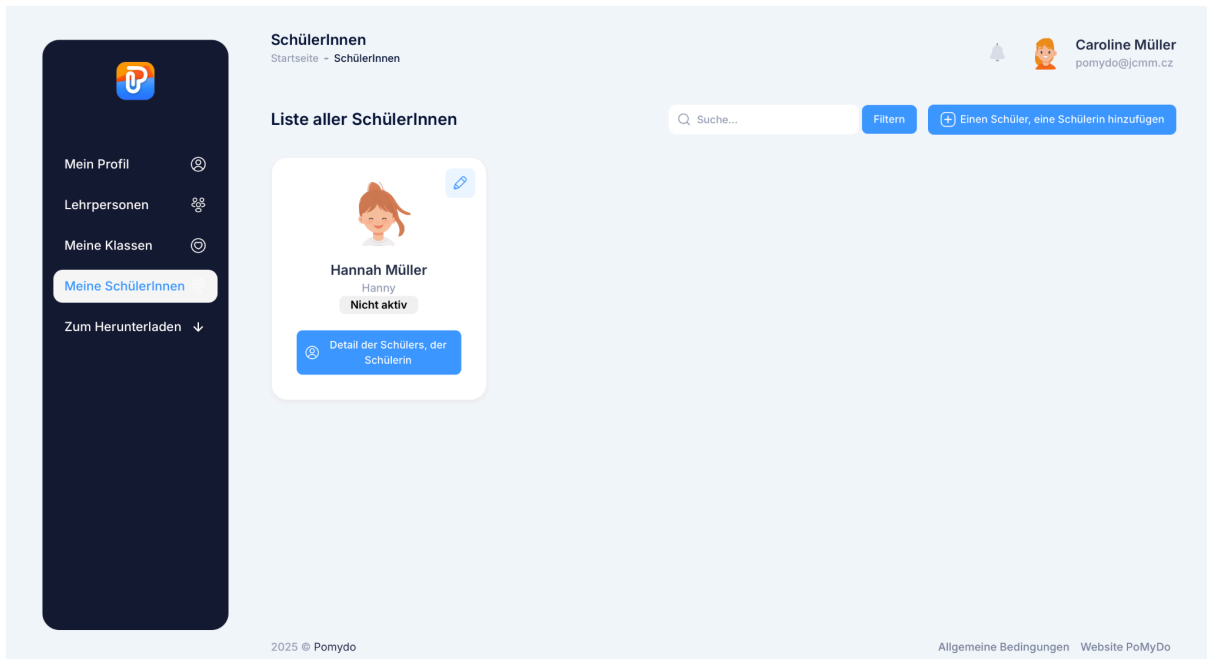 SchülerInnen
Startseite - SchülerInnen
Caroline Müller
pomydo@jcmm.cz
Mein Profil
Lehrpersonen
Meine Klassen
Meine SchülerInnen
Zum Herunterladen
Liste aller SchülerInnen
Suche...
Filtern
Einen Schüler, eine Schülerin hinzufügen
Hannah Müller
Hanny
Nicht aktiv
Detail der Schülers, der
Schülerin
2025 © Pomydo
Allgemeine Bedingungen Website PoMyDo